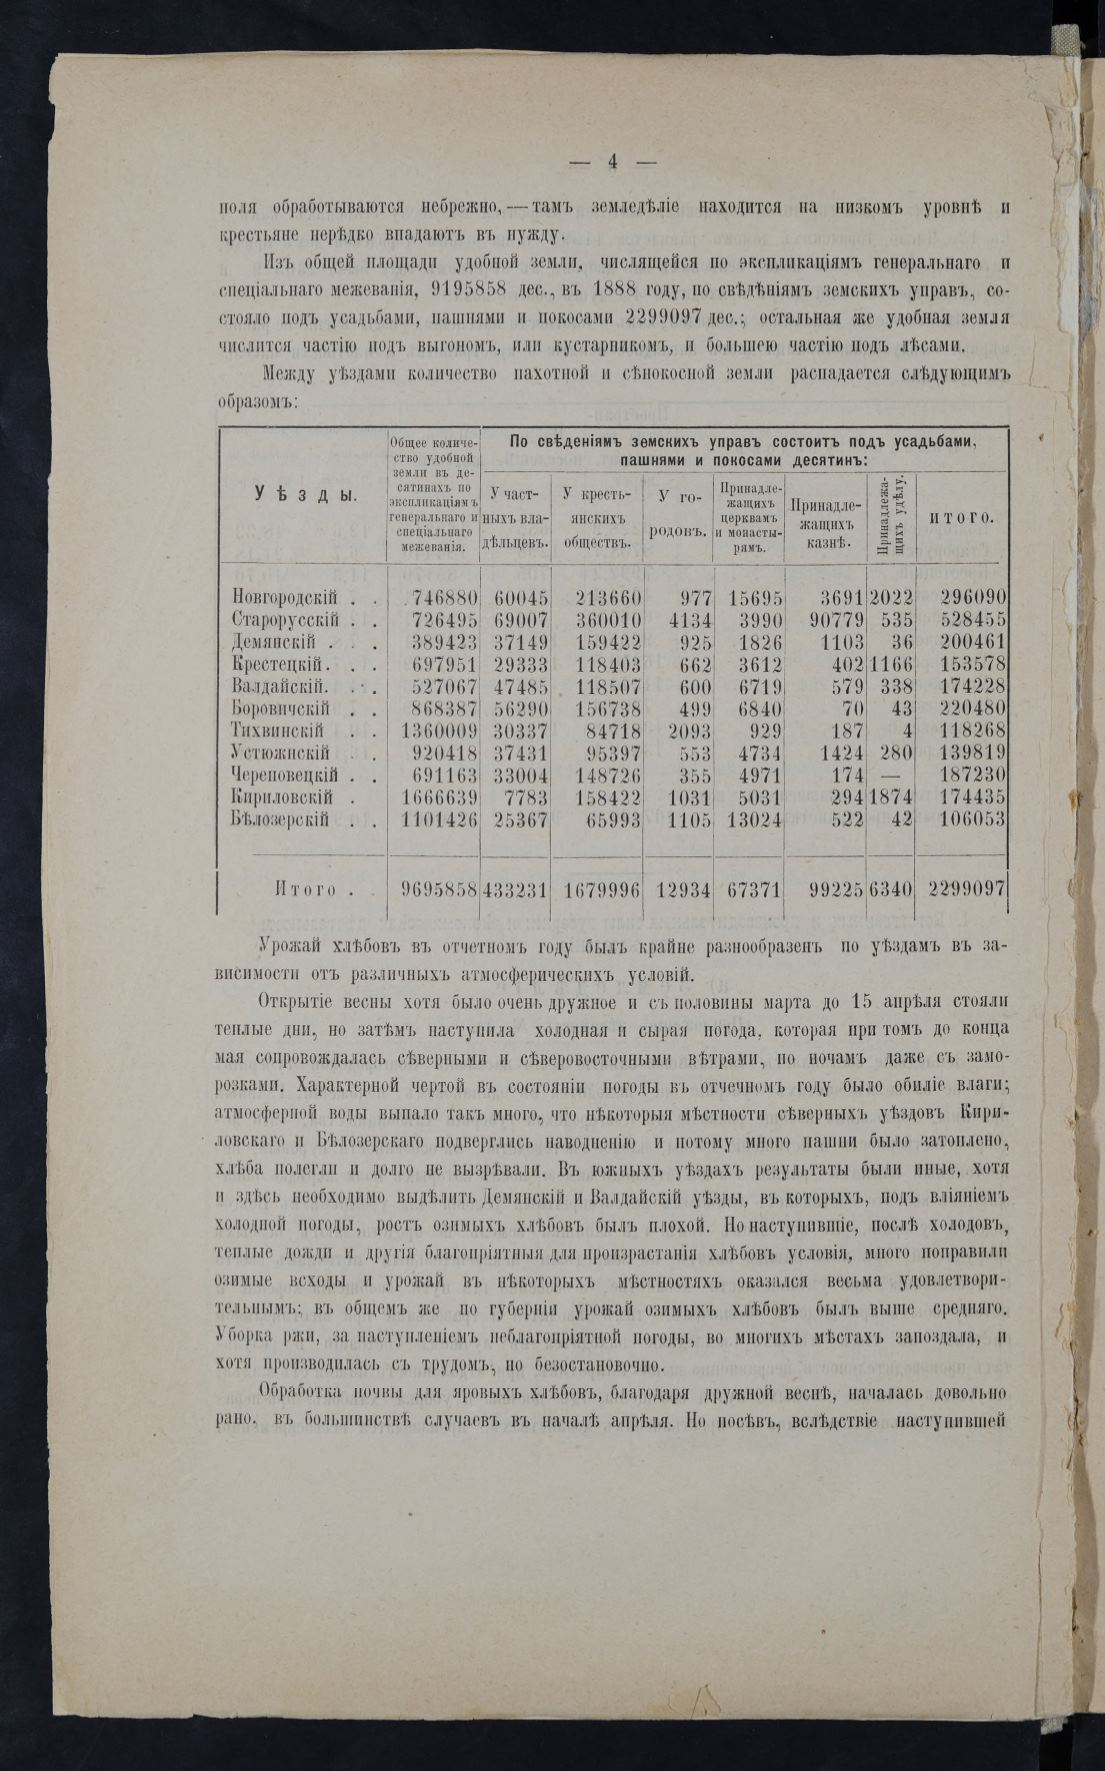 — 4 —
поля обработываются небрежно, — тамъ земледѣліе находится на низкомъ уровнѣ и
крестьяне нерѣдко впадаютъ въ нужду.
Изъ общей площади удобной земли, числящейся по экспликаціямъ генеральнаго и
спеціальнаго межеванія, 9195858 дес., въ 1888 году, по свѣдѣніямъ земскихъ управъ, со-
стояло подъ усадьбами, пашнями и покосами 2299097 дес.; остальная же удобная земля
числится частію подъ выгономъ, или кустарникомъ, и большею частію подъ лѣсами.
Между уѣздами количество пахотной и сѣнокосной земли распадается слѣдующимъ
образомъ:
Уѣзды.
Общее количе-
ство удобной
земли въ де-
сятинахъ по
экспликаціямъ
генеральнаго и
спеціальнаго
межеванія.
По свѣденіямъ земскихъ управъ состоитъ подъ усадьбами,
пашнями и покосами десятинъ:
У част-
ныхъ вла-
дѣльцевъ.
У кресть-
янскихъ
обществъ.
У го-
родовъ.
Принадле-
жащихъ
церквамъ
и монасты-
рямъ.
Принадле-
жащихъ
казнѣ.
Принадлежа-
щихъ удѣлу.
ИТОГО.
Новгородскій . . 746880 60045 213660 977 15695 3691 2022 296090
Старорусскій . . 726495 69007 360010 4134 3990 90779 535 528455
Демянскій . . . 389423 37149 159422 925 1826 1103 36 200461
Крестецкій. . . 697951 29333 118403 662 3612 402 1166 153578
Валдайскій. . . 527067 47485 118507 600 6719 579 338 174228
Боровичскій . . 868387 56290 156738 499 6840 70 43 220480
Тихвинскій . . 1360009 30337 84718 2093 929 187 4 118268
Устюжнскій . . 920418 37431 95397 553 4734 1424 280 139819
Череповецкій . . 691163 33004 148726 355 4971 174 — 187230
Кириловскій . 1666639 7783 158422 1031 5031 294 1874 174435
Бѣлозерскій . . 1101426 25367 65993 1105 13024 522 42 106053
Итого . 9695858 433231 1679996 12934 67371 99225 6340 2299097
Урожай хлѣбовъ въ отчетномъ году былъ крайне разнообразенъ по уѣздамъ въ за-
висимости отъ различныхъ атмосферическихъ условій.
Открытіе весны хотя было очень дружное и съ половины марта до 15 апрѣля стояли
теплые дни, но затѣмъ наступила холодная и сырая погода, которая при томъ до конца
мая сопровождалась сѣверными и сѣверовосточными вѣтрами, по ночамъ даже съ замо-
розками. Характерной чертой въ состояніи погоды въ отчечномъ году было обиліе влаги;
атмосферной воды выпало такъ много, что нѣкоторыя мѣстности сѣверныхъ уѣздовъ Кири-
ловскаго и Бѣлозерскаго подверглись наводненію и потому много пашни было затоплено,
хлѣба полегли и долго не вызрѣвали. Въ южныхъ уѣздахъ результаты были иные, хотя
и здѣсь необходимо выдѣлить Демянскій и Валдайскій уѣзды, въ которыхъ, подъ вліяніемъ
холодной погоды, ростъ озимыхъ хлѣбовъ былъ плохой. Но наступившіе, послѣ холодовъ,
теплые дожди и другія благопріятныя для произрастанія хлѣбовъ условія, много поправили
озимые всходы и урожай въ нѣкоторыхъ мѣстностяхъ оказался весьма удовлетвори-
тельнымъ; въ общемъ же по губерніи урожай озимыхъ хлѣбовъ былъ выше средняго.
Уборка ржи, за наступленіемъ неблагопріятной погоды, во многихъ мѣстахъ запоздала, и
хотя производилась съ трудомъ, но безостановочно.
Обработка почвы для яровыхъ хлѣбовъ, благодаря дружной веснѣ, началась довольно
рано, въ большинствѣ случаевъ въ началѣ апрѣля. Но посѣвъ, вслѣдствіе наступившей